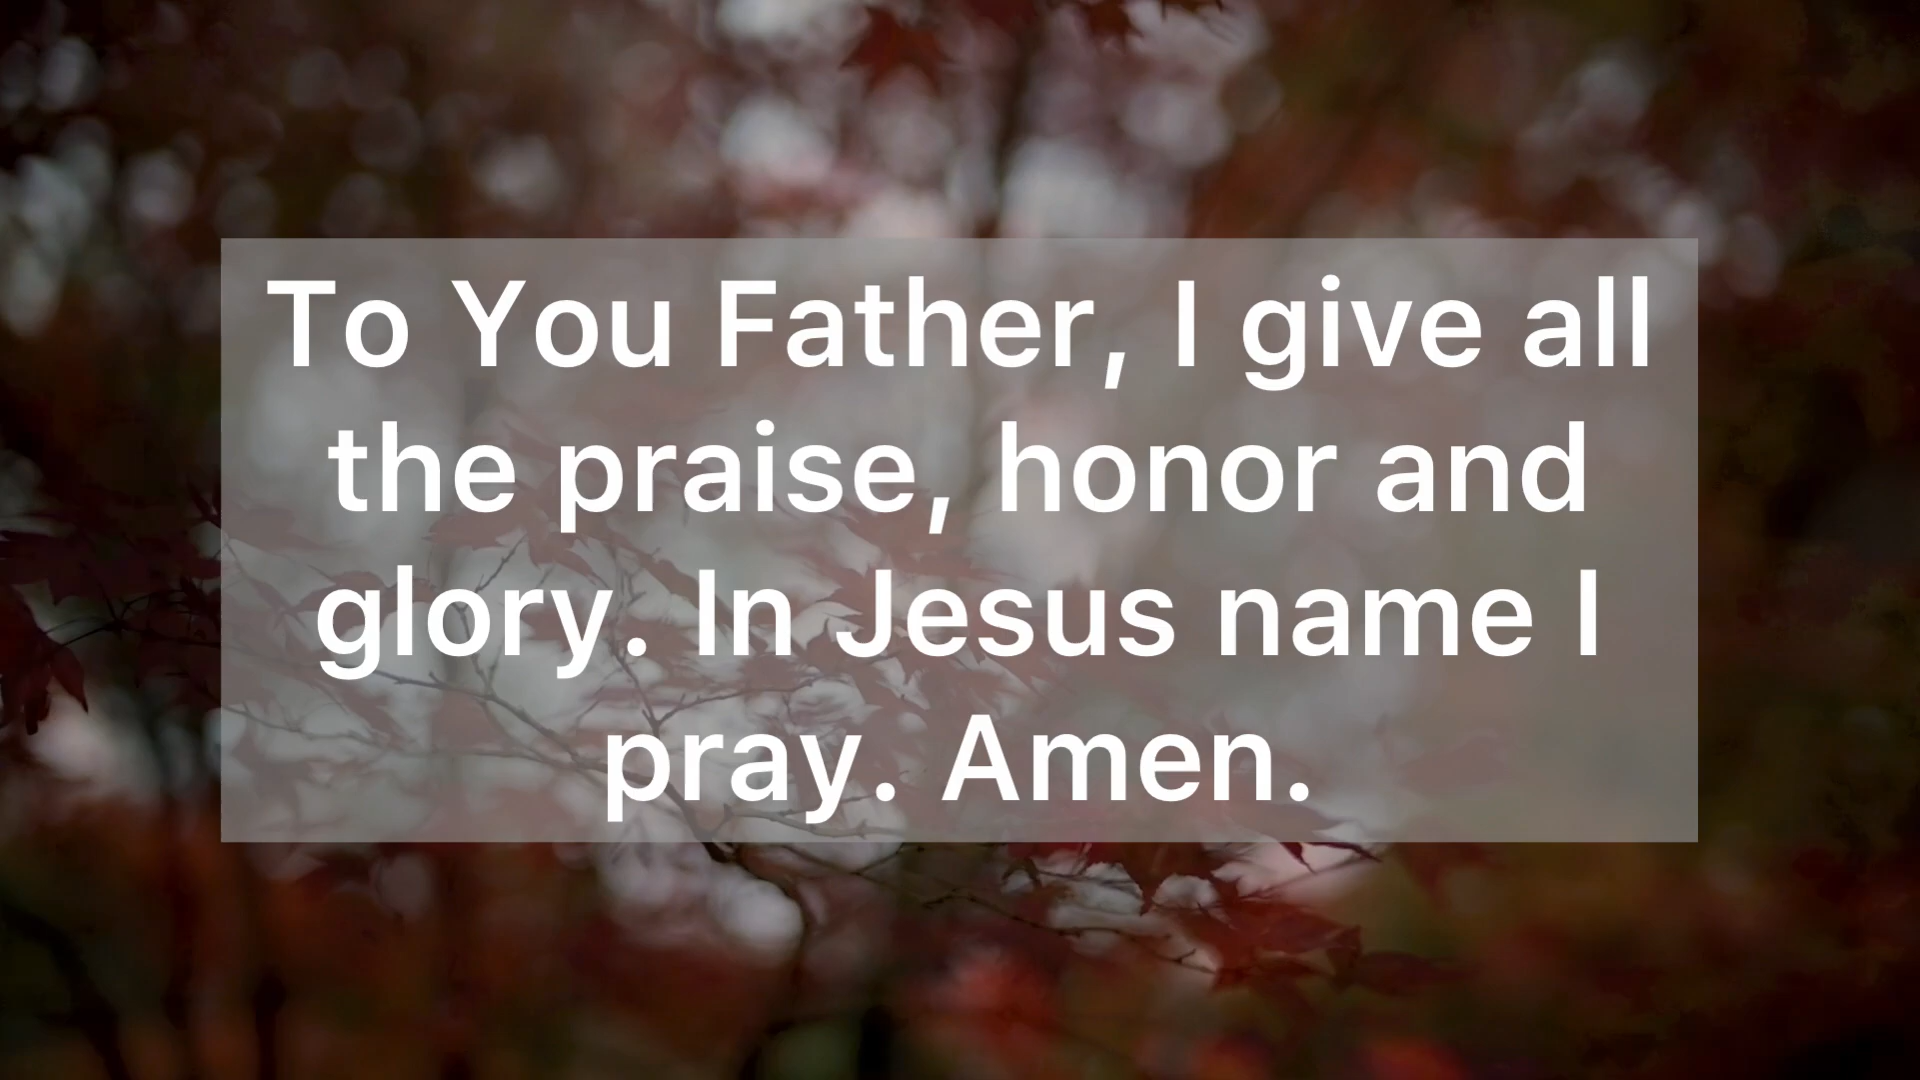 To You Father, I give all
the praise, honor and
glory. In Jesus name I
pray. Amen.